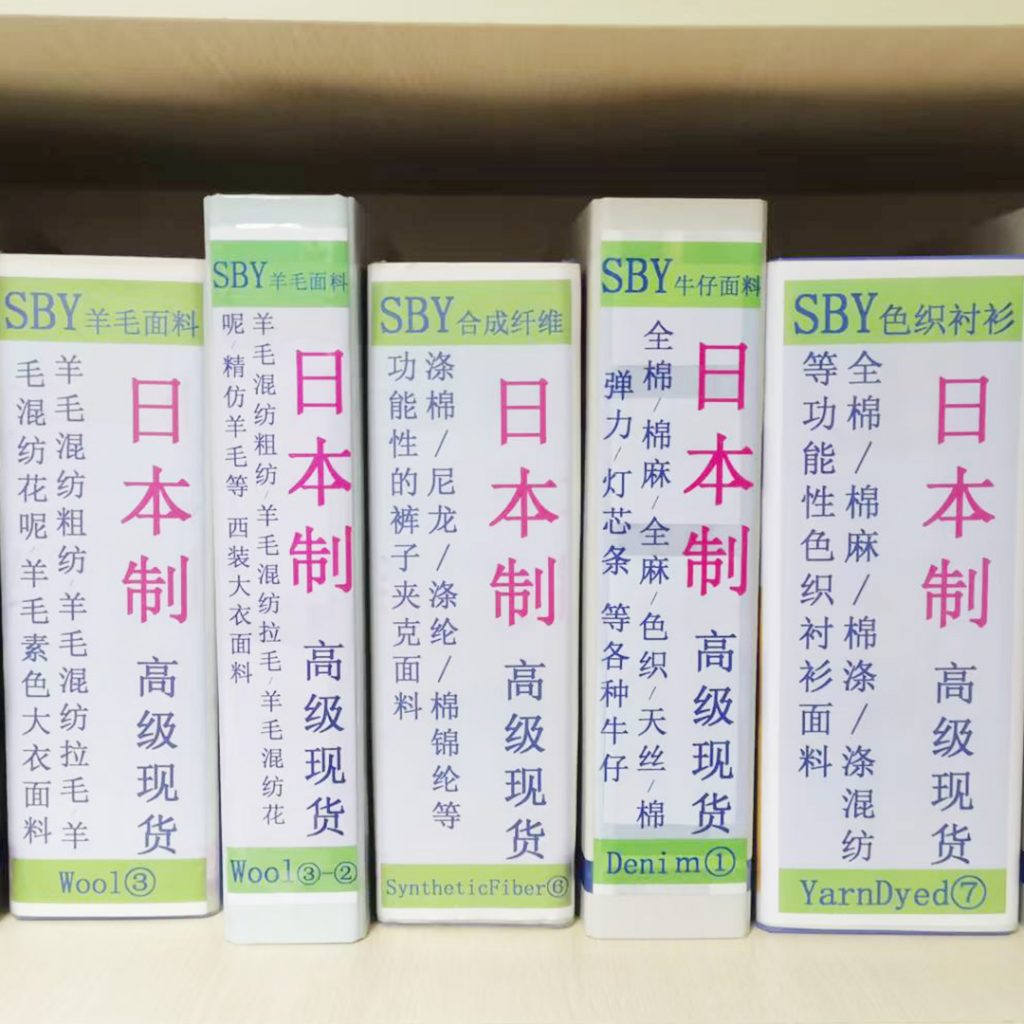 SBY羊毛面料
日本制 高级现货
羊毛混纺粗纺/羊毛混纺拉毛/羊
毛混纺花呢/羊毛素色大衣面料
Wool③
SBY羊毛面料
日本制 高级现货
羊毛混纺粗纺/羊毛混纺拉毛/羊毛混纺花
呢/精仿羊毛等 西装大衣面料
Wool③-②
SBY合成纤维
日本制 高级现货
涤棉/尼龙/涤纶/棉锦纶等
功能性的裤子夹克面料
SyntheticFiber⑥
SBY牛仔面料
日本制 高级现货
全棉/棉麻/全麻/色织/天丝/棉
弹力/灯芯条 等各种牛仔
Denim①
SBY色织衬衫
日本制 高级现货
全棉/棉麻/棉涤/涤混纺
等功能性色织衬衫面料
YarnDyed⑦